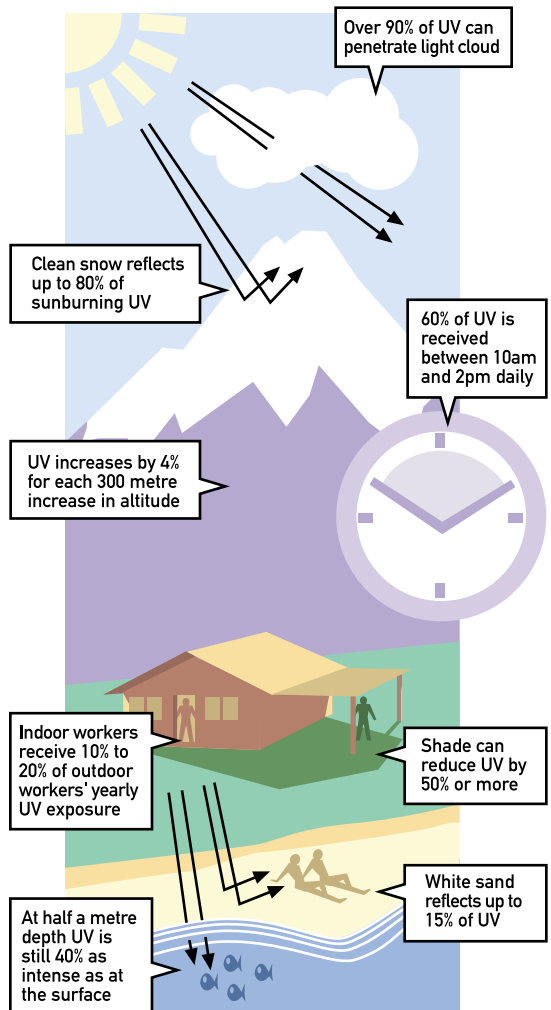 Over 90% of UV can
penetrate light cloud
Clean snow reflects
up to 80% of
sunburning UV
60% of UV is
received
between 10am
and 2pm daily
UV increases by 4%
for each 300 metre
increase in altitude
Indoor workers
receive 10% to
20% of outdoor
workers' yearly
UV exposure
Shade can
reduce UV by
50% or more
White sand
reflects up to
15% of UV
At half a metre
depth UV is
still 40% as
intense as at
the surface